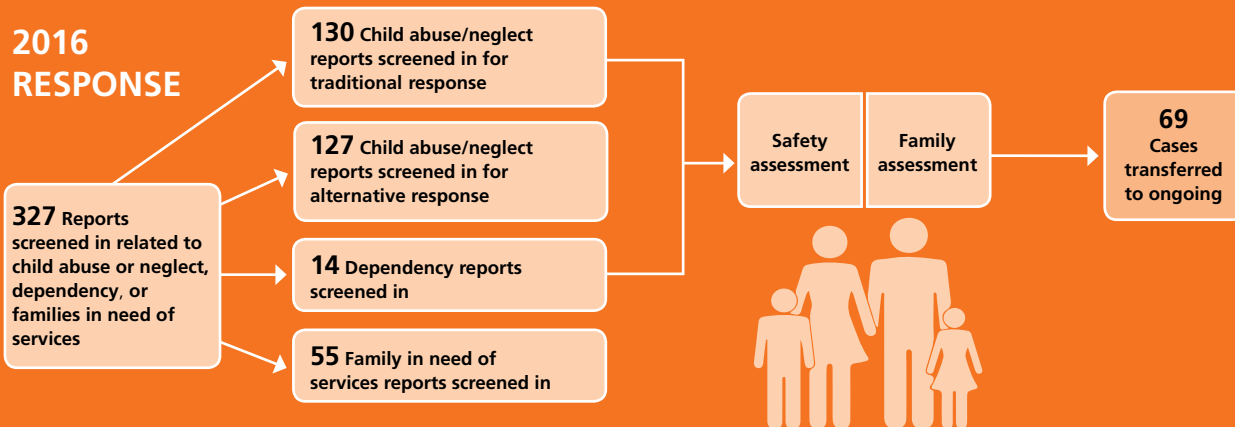 2016
RESPONSE
327 Reports
screened in related to
child abuse or neglect,
dependency, or
families in need of
services
130 Child abuse/neglect
reports screened in for
traditional response
127 Child abuse/neglect
reports screened in for
alternative response
14 Dependency reports
screened in
55 Family in need of
services reports screened in
Safety
assessment
Family
assessment
69
Cases
transferred
to ongoing